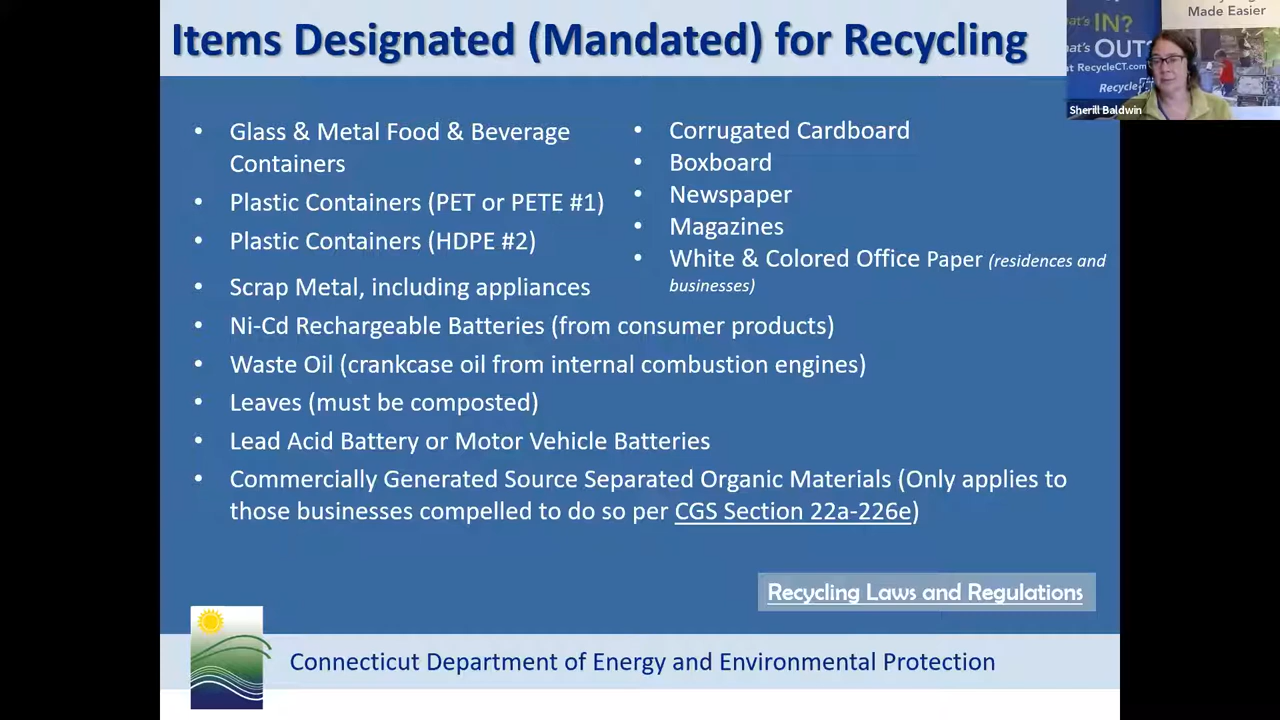 Items Designated (Mandated) for Recycling
• Glass & Metal Food & Beverage
Containers
• Plastic Containers (PET or PETE #1)
• Plastic Containers (HDPE #2)
• Scrap Metal, including appliances
• Ni-Cd Rechargeable Batteries (from consumer products)
• Waste Oil (crankcase oil from internal combustion engines)
• Leaves (must be composted)
• Lead Acid Battery or Motor Vehicle Batteries
• Commercially Generated Source Separated Organic Materials (Only applies to
those businesses compelled to do so per CGS Section 22a-226e)
• Corrugated Cardboard
• Boxboard
• Newspaper
• Magazines
• White & Colored Office Paper (residences and
businesses)
Recycling Laws and Regulations
Connecticut Department of Energy and Environmental Protection
IN?
OUT
RecycleCT.com
Recycle
Made Easier
Sherill Baldwin